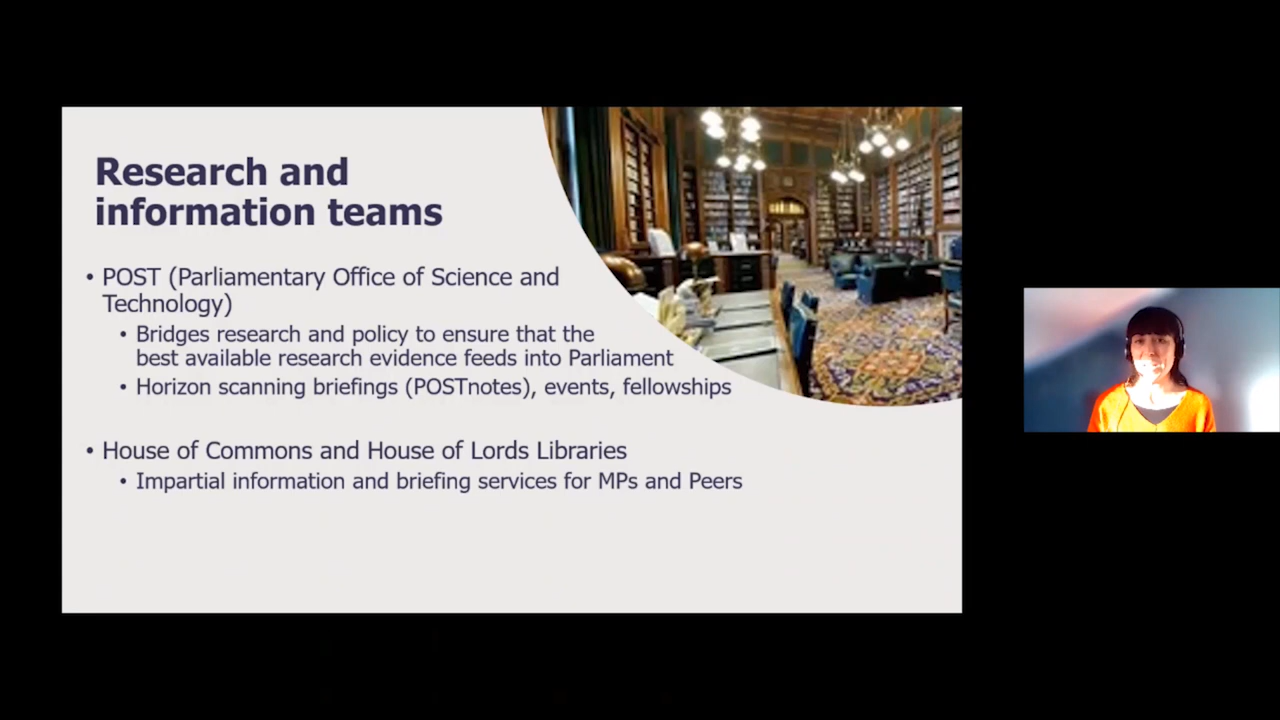 Research and
information teams
• POST (Parliamentary Office of Science and
Technology)
• Bridges research and policy to ensure that the
best available research evidence feeds into Parliament
• Horizon scanning briefings (POSTnotes), events, fellowships
• House of Commons and House of Lords Libraries
• Impartial information and briefing services for MPs and Peers